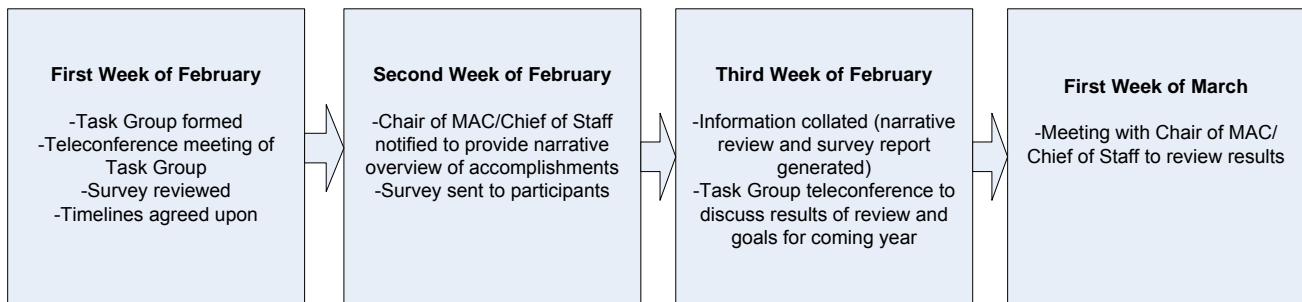 First Week of February
-Task Group formed
-Teleconference meeting of
Task Group
-Survey reviewed
-Timelines agreed upon
Second Week of February
-Chair of MAC/Chief of Staff
notified to provide narrative
overview of accomplishments
-Survey sent to participants
Third Week of February
-Information collated (narrative
review and survey report
generated)
-Task Group teleconference to
discuss results of review and
goals for coming year
First Week of March
-Meeting with Chair of MAC/
Chief of Staff to review results